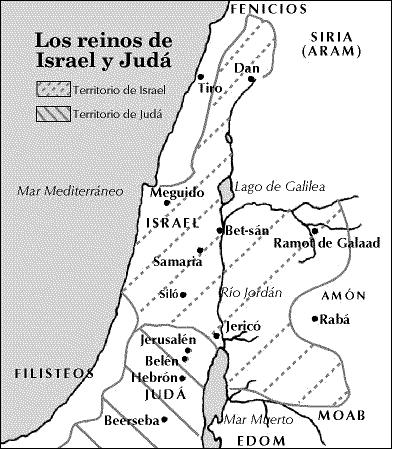 FENICIOS
Los reinos de
Israel y Judá
SIRIA
(ARAM)
Dan
Tiro
Territorio de Israel
Territorio de Judá
Mar Mediterráneo
Lago de Galilea
Meguido
ISRAEL
Bet-sán
Ramot de Galaad
Samaria
Siló
Río Jordán
AMÓN
Rabá
Jericó
Jerusalén
Belén
FILISTEOS
Hebrón
JUDÁ
MOAB
Beerseba
Mar Muerto
EDOM